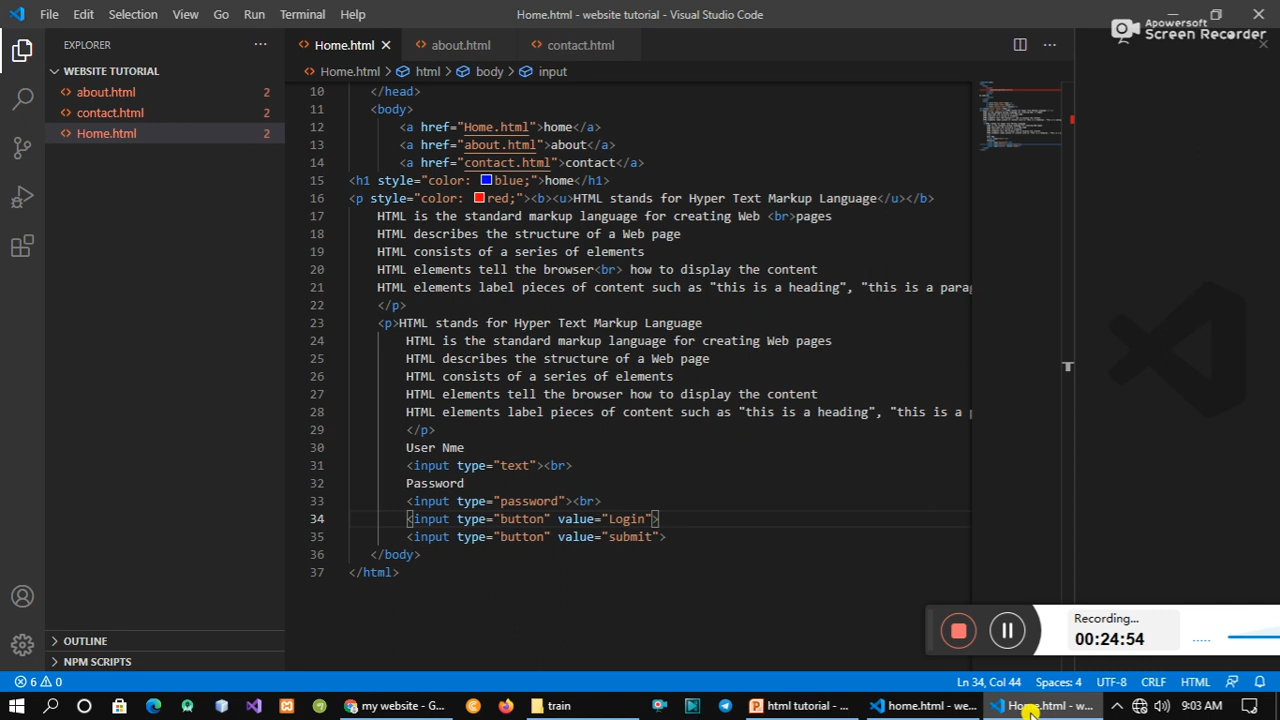 File Edit Selection View Go Run Terminal Help
Home.html - website tutorial - Visual Studio Code
Apowersoft
Screen Recorder
EXPLORER
WEBSITE TUTORIAL
about.html 2
contact.html 2
Home.html 2
OUTLINE
NPM SCRIPTS
Home.html about.html contact.html
Home.html > html > body > input
10 </head>
11 <body>
12 <a href="Home.html">home</a>
13 <a href="about.html">about</a>
14 <a href="contact.html">contact</a>
15 <h1 style="color: blue;">home</h1>
16 <p style="color: red;"><b><u>HTML stands for Hyper Text Markup Language</u></b>
17 HTML is the standard markup language for creating Web <br>pages
18 HTML describes the structure of a Web page
19 HTML consists of a series of elements
20 HTML elements tell the browser<br> how to display the content
21 HTML elements label pieces of content such as "this is a heading", "this is a parag
22 </p>
23 <p>HTML stands for Hyper Text Markup Language
24 HTML is the standard markup language for creating Web pages
25 HTML describes the structure of a Web page
26 HTML consists of a series of elements
27 HTML elements tell the browser how to display the content
28 HTML elements label pieces of content such as "this is a heading", "this is a p
29 </p>
30 User Nme
31 <input type="text"><br>
32 Password
33 <input type="password"><br>
34 <input type="button" value="Login">
35 <input type="button" value="submit">
36 </body>
37 </html>
Recording...
00:24:54
6 0 Ln 34, Col 44 Spaces: 4 UTF-8 CRLF HTML
my website - G... train html tutorial - ... home.html - we... Home.html - w... 9:03 AM